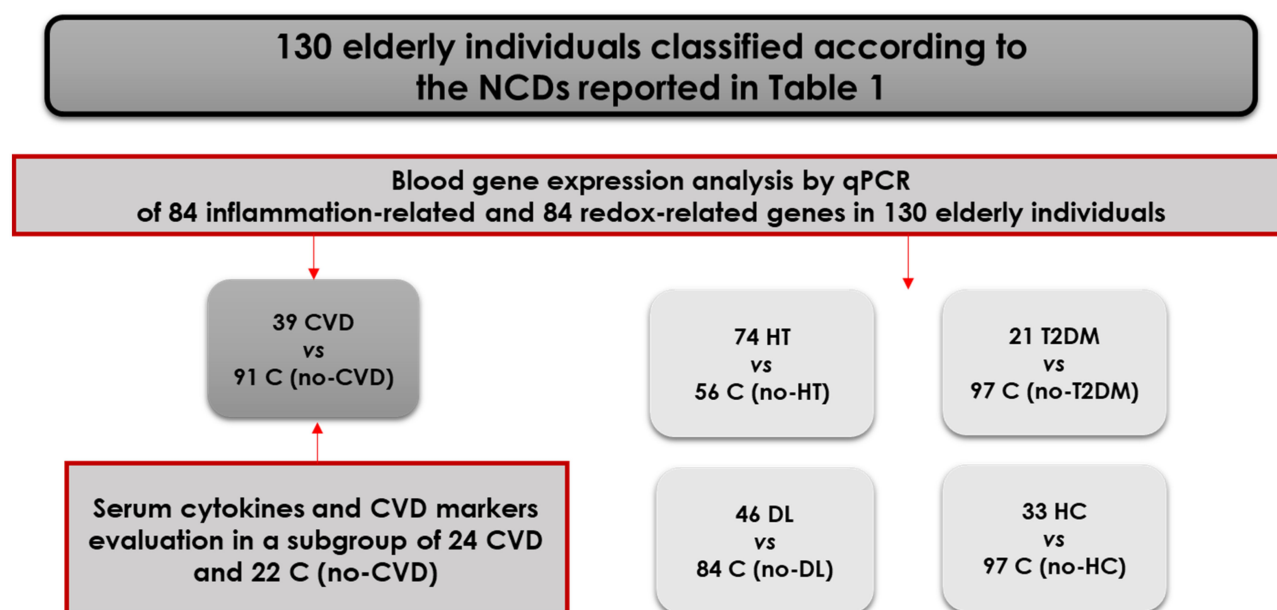 130 elderly individuals classified according to
the NCDs reported in Table 1
Blood gene expression analysis by qPCR
of 84 inflammation-related and 84 redox-related genes in 130 elderly individuals
39 CVD
vs
91 C (no-CVD)
74 HT
vs
56 C (no-HT)
21 T2DM
vs
97 C (no-T2DM)
Serum cytokines and CVD markers
evaluation in a subgroup of 24 CVD
and 22 C (no-CVD)
46 DL
vs
84 C (no-DL)
33 HC
vs
97 C (no-HC)